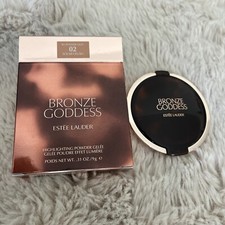 02
BRONZE
GODDESS
ESTĒE LAUDER
HIGHLIGHTING POWDER GELÉE
GELÉE POUDRE EFFET LUMIÈRE
POIDS NET WT. .33 OZ./9g ℮
BRONZE
GODDESS
ESTĒE LAUDER